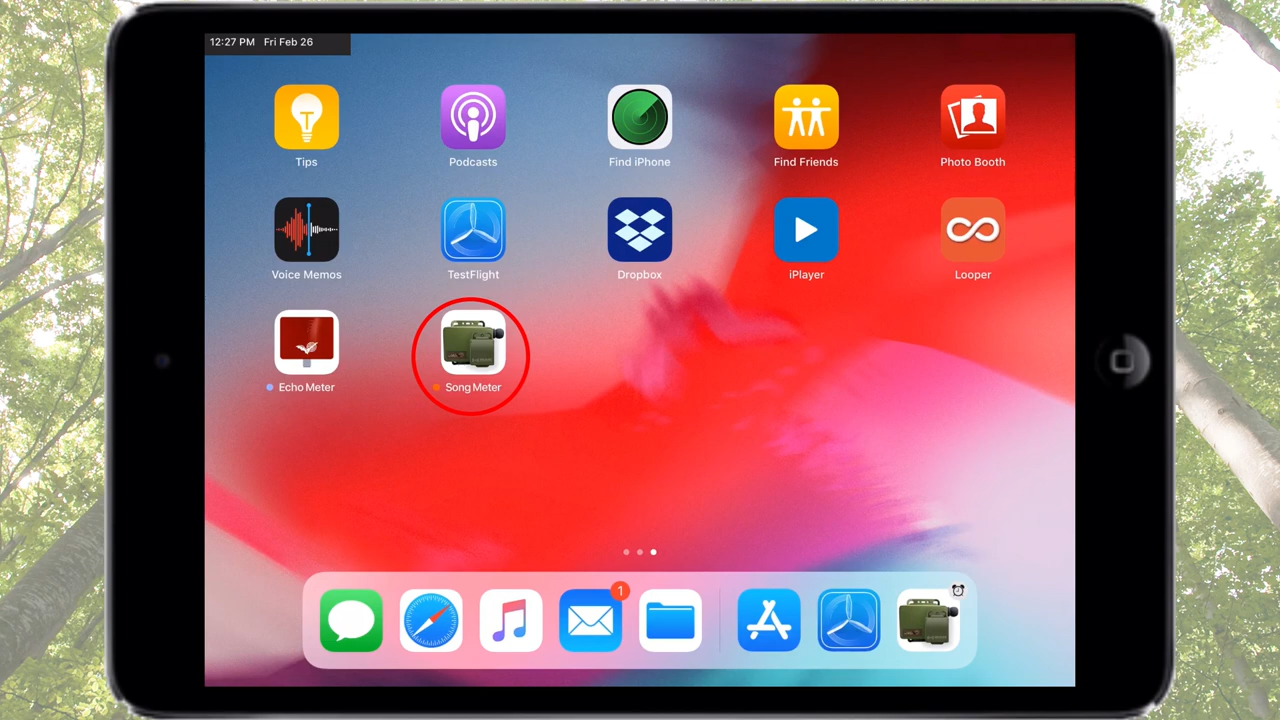 12:27 PM Fri Feb 26
Tips
Podcasts
Find iPhone
Find Friends
Photo Booth
Voice Memos
TestFlight
Dropbox
iPlayer
Looper
Echo Meter
Song Meter
1